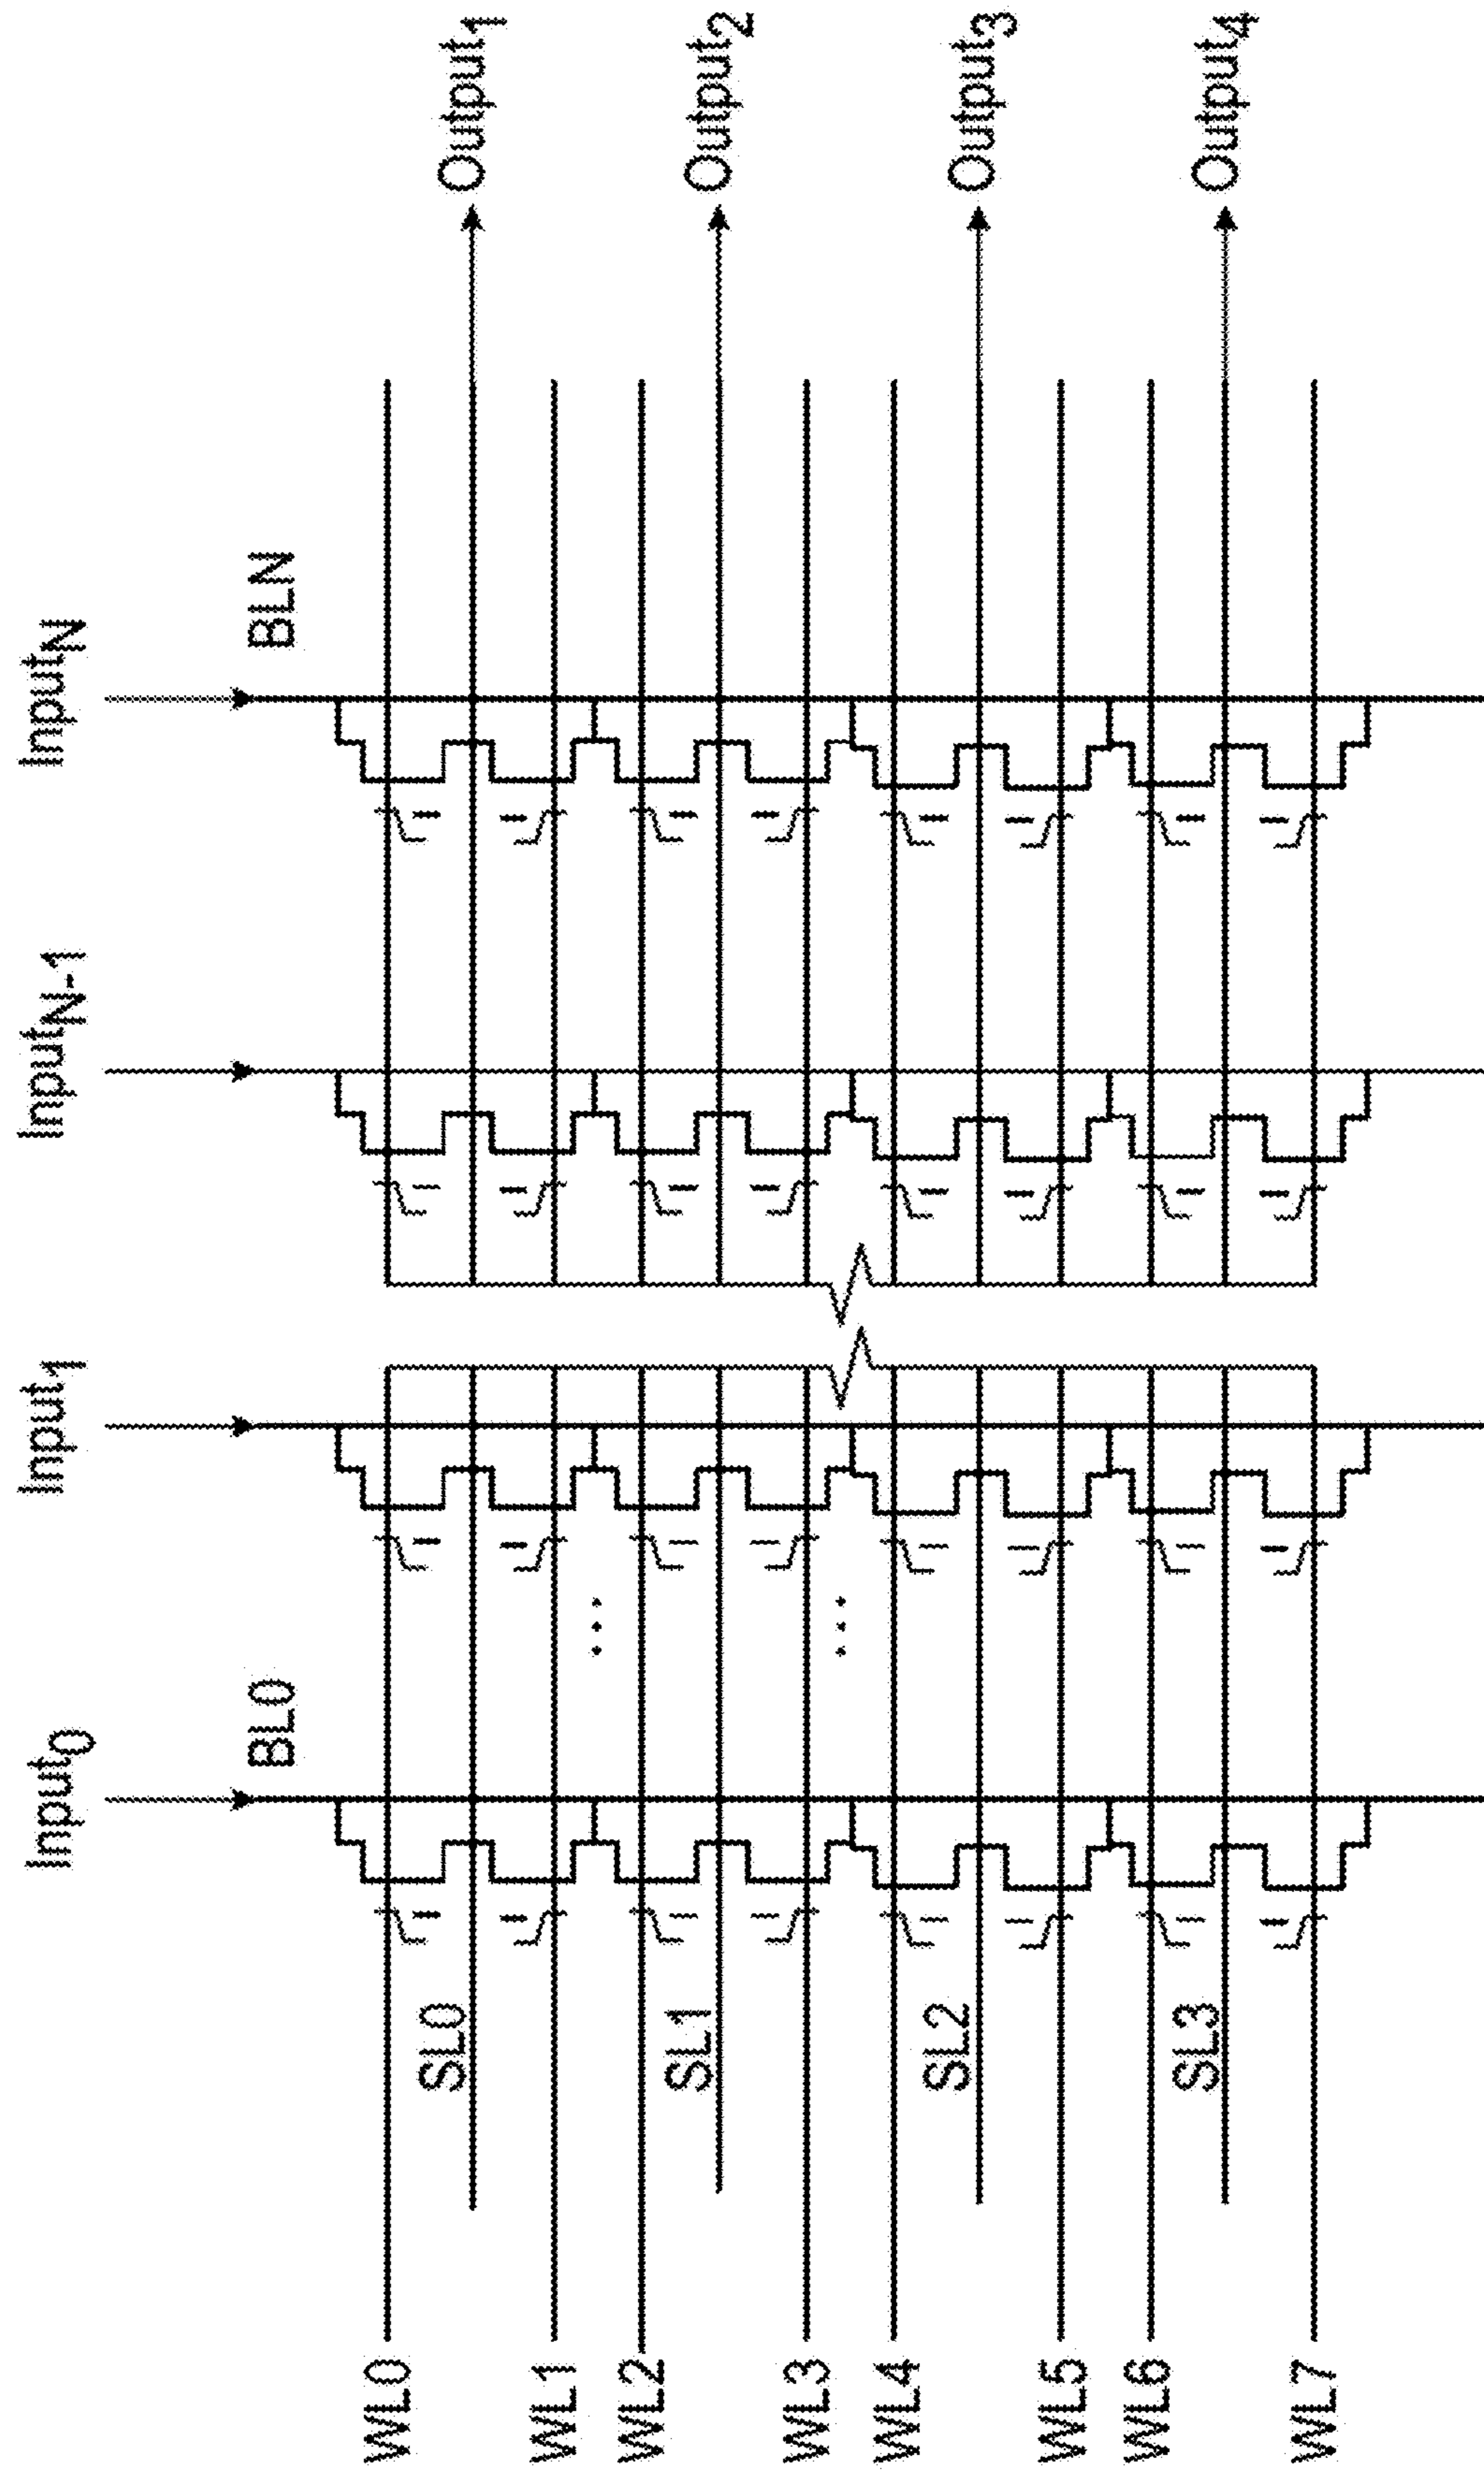 Input0
Input1
InputN-1
InputN
BL0
BLN
WL0
SL0
Output1
WL1
WL2
SL1
Output2
WL3
WL4
SL2
Output3
WL5
WL6
SL3
Output4
WL7